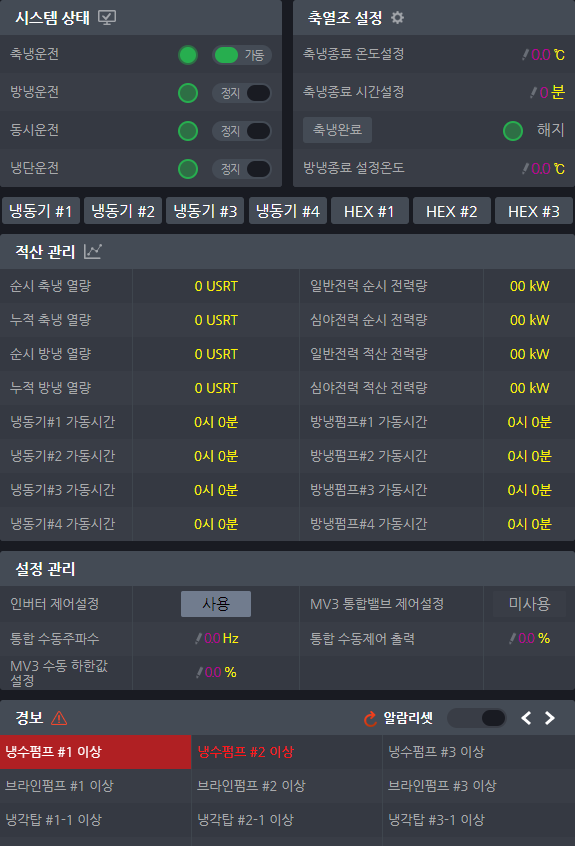 시스템 상태
축냉운전 가동
방냉운전 정지
동시운전 정지
냉단운전 정지
축열조 설정
축냉종료 온도설정 0.0 ℃
축냉종료 시간설정 0 분
축냉완료 해지
방냉종료 설정온도 0.0 ℃
냉동기 #1 냉동기 #2 냉동기 #3 냉동기 #4 HEX #1 HEX #2 HEX #3
적산 관리
순시 축냉 열량 0 USRT 일반전력 순시 전력량 00 kW
누적 축냉 열량 0 USRT 심야전력 순시 전력량 00 kW
순시 방냉 열량 0 USRT 일반전력 적산 전력량 00 kW
누적 방냉 열량 0 USRT 심야전력 적산 전력량 00 kW
냉동기#1 가동시간 0시 0분 방냉펌프#1 가동시간 0시 0분
냉동기#2 가동시간 0시 0분 방냉펌프#2 가동시간 0시 0분
냉동기#3 가동시간 0시 0분 방냉펌프#3 가동시간 0시 0분
냉동기#4 가동시간 0시 0분 방냉펌프#4 가동시간 0시 0분
설정 관리
인버터 제어설정 사용 MV3 통합밸브 제어설정 미사용
통합 수동주파수 0.0 Hz 통합 수동제어 출력 0.0 %
MV3 수동 하한값
설정 0.0 %
경보 알람리셋
냉수펌프 #1 이상 냉수펌프 #2 이상 냉수펌프 #3 이상
브라인펌프 #1 이상 브라인펌프 #2 이상 브라인펌프 #3 이상
냉각탑 #1-1 이상 냉각탑 #2-1 이상 냉각탑 #3-1 이상